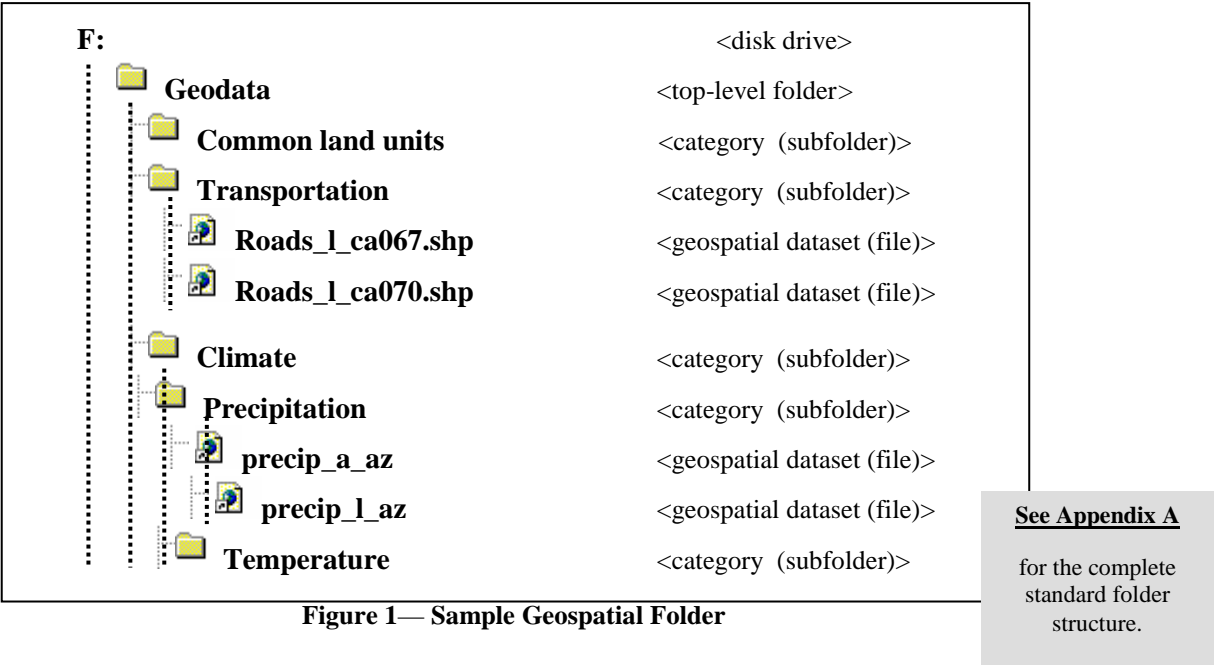 F: <disk drive>
Geodata <top-level folder>
Common land units <category (subfolder)>
Transportation <category (subfolder)>
Roads_l_ca067.shp <geospatial dataset (file)>
Roads_l_ca070.shp <geospatial dataset (file)>
Climate <category (subfolder)>
Precipitation <category (subfolder)>
precip_a_az <geospatial dataset (file)>
precip_l_az <geospatial dataset (file)>
Temperature <category (subfolder)>
Figure 1— Sample Geospatial Folder
See Appendix A
for the complete
standard folder
structure.